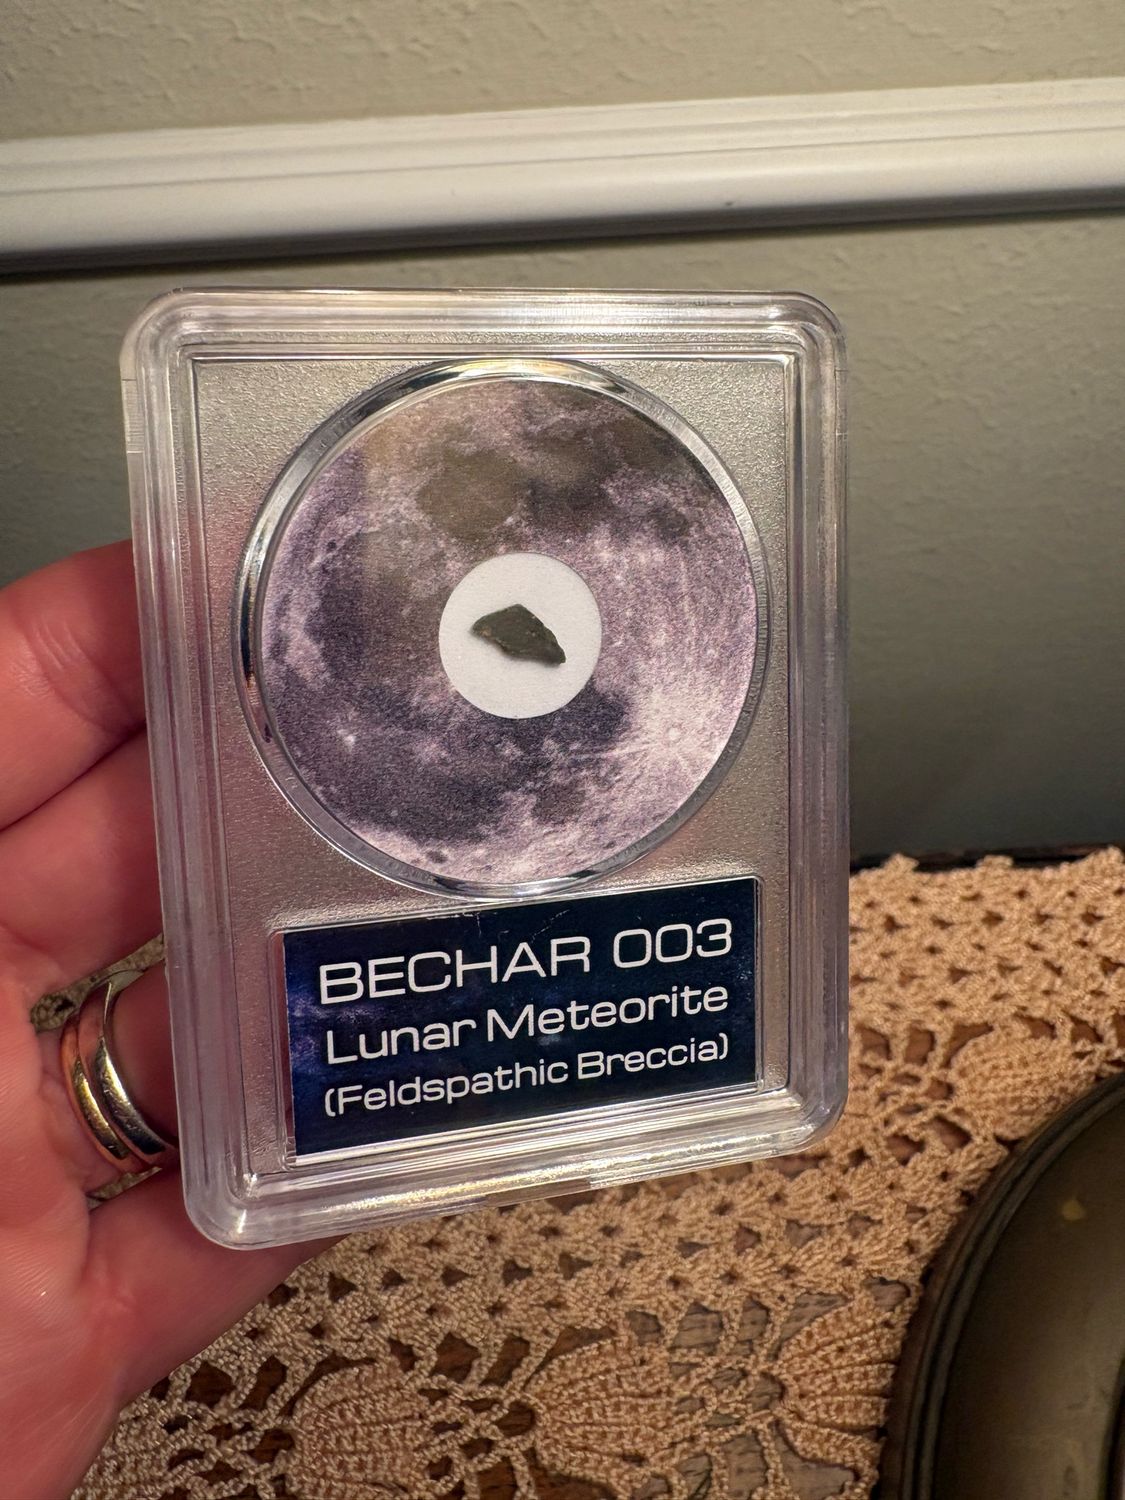 BECHAR 003
Lunar Meteorite
(Feldspathic Breccia)